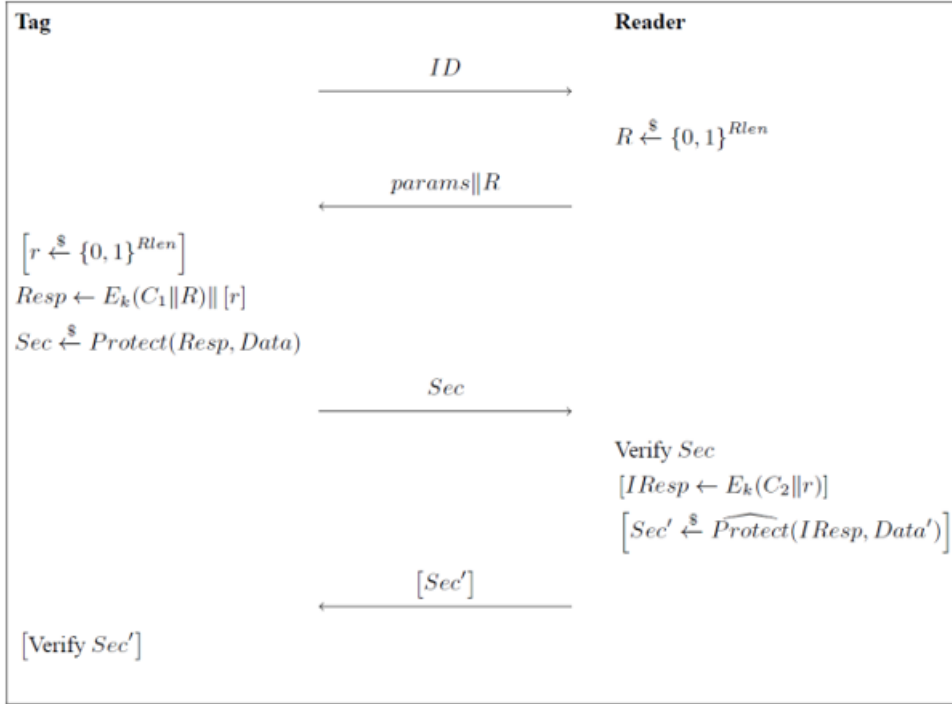 Tag Reader
ID
R ←$ {0, 1}^{Rlen}
params‖R
[r ←$ {0, 1}^{Rlen}]
Resp ← E_k(C_1‖R)‖ [r]
Sec ←$ Protect(Resp, Data)
Sec
Verify Sec
[IResp ← E_k(C_2‖r)]
[Sec′ ←$ \widehat{Protect}(IResp, Data′)]
[Sec′]
[Verify Sec′]